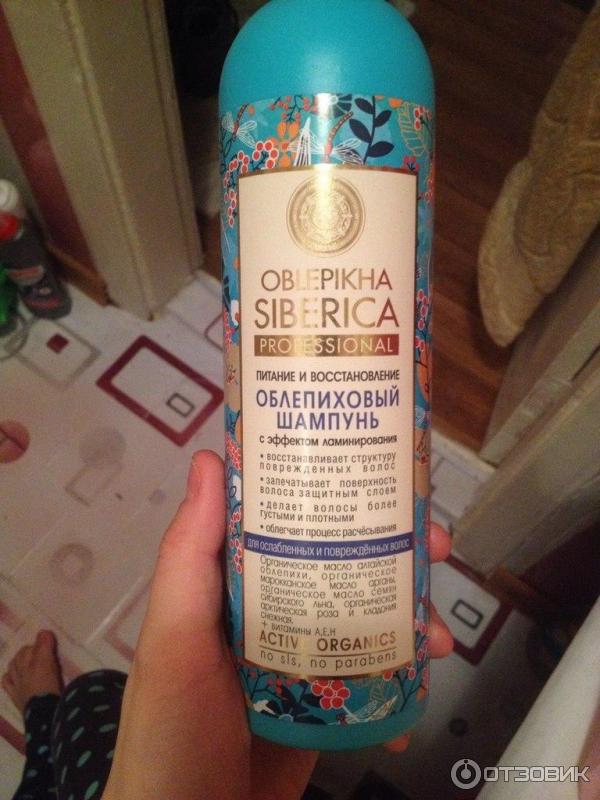 OBLEPIKHA
SIBERICA
PROFESSIONAL
ПИТАНИЕ И ВОССТАНОВЛЕНИЕ
ОБЛЕПИХОВЫЙ
ШАМПУНЬ
с эффектом ламинирования
• восстанавливает структуру
поврежденных волос
• запечатывает поверхность
волоса защитным слоем
• делает волосы более
густыми и плотными
• облегчает процесс расчёсывания
для ослабленных и повреждённых волос
Органическое масло алтайской
облепихи, органическое
марокканское масло арганы,
органическое масло семян
сибирского льна, органическая
арктическая роза и кладония
снежная.
+ витамины А,Е,Н
ACTIVE ORGANICS
no sls, no parabens
ОТЗОВИК